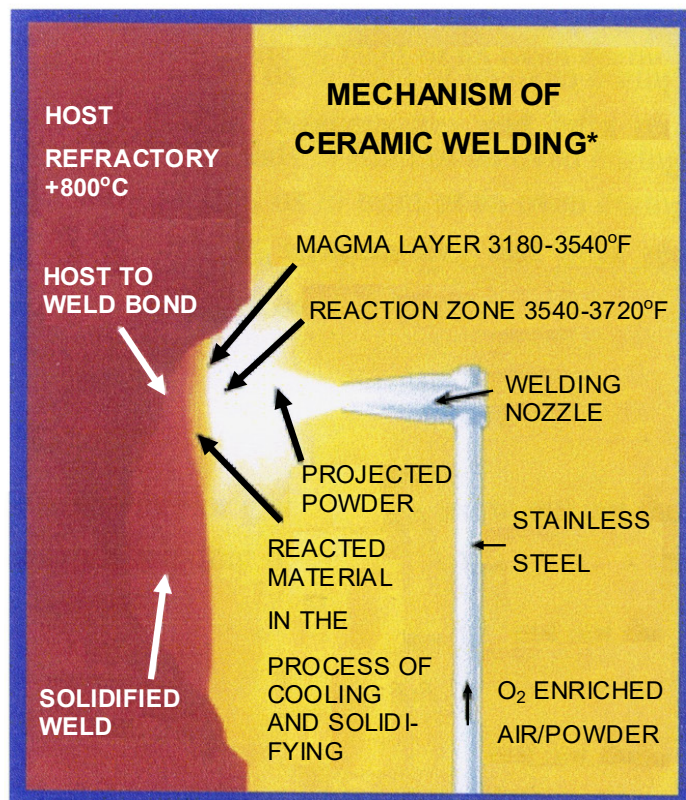 MECHANISM OF
CERAMIC WELDING*
HOST
REFRACTORY
+800°C
MAGMA LAYER 3180-3540°F
HOST TO
WELD BOND
REACTION ZONE 3540-3720°F
WELDING
NOZZLE
PROJECTED
POWDER
STAINLESS
STEEL
REACTED
MATERIAL
IN THE
PROCESS OF
COOLING
AND SOLIDI-
FYING
SOLIDIFIED
WELD
O₂ ENRICHED
AIR/POWDER